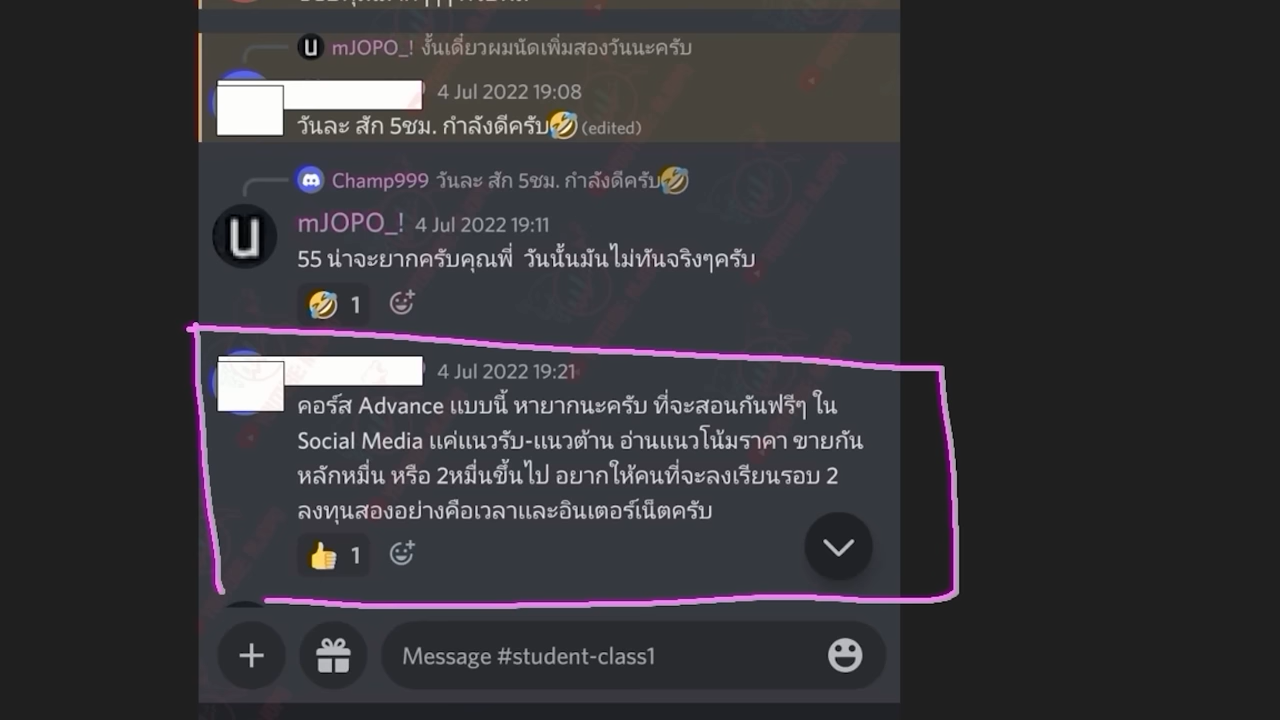 mJOPO_! งั้นเดี๋ยวผมนัดเพิ่มสองวันนะครับ
4 Jul 2022 19:08
วันละ สัก 5ชม. กำลังดีครับ🤣 (edited)
Champ999 วันละ สัก 5ชม. กำลังดีครับ🤣
mJOPO_! 4 Jul 2022 19:11
55 น่าจะยากครับคุณพี่ วันนั้นมันไม่ทันจริงๆครับ
🤣 1
4 Jul 2022 19:21
คอร์ส Advance แบบนี้ หายากนะครับ ที่จะสอนกันฟรีๆ ใน
Social Media แค่แนวรับ-แนวต้าน อ่านแนวโน้มราคา ขายกัน
หลักหมื่น หรือ 2หมื่นขึ้นไป อยากให้คนที่จะลงเรียนรอบ 2
ลงทุนสองอย่างคือเวลาและอินเตอร์เน็ตครับ
👍 1
Message #student-class1